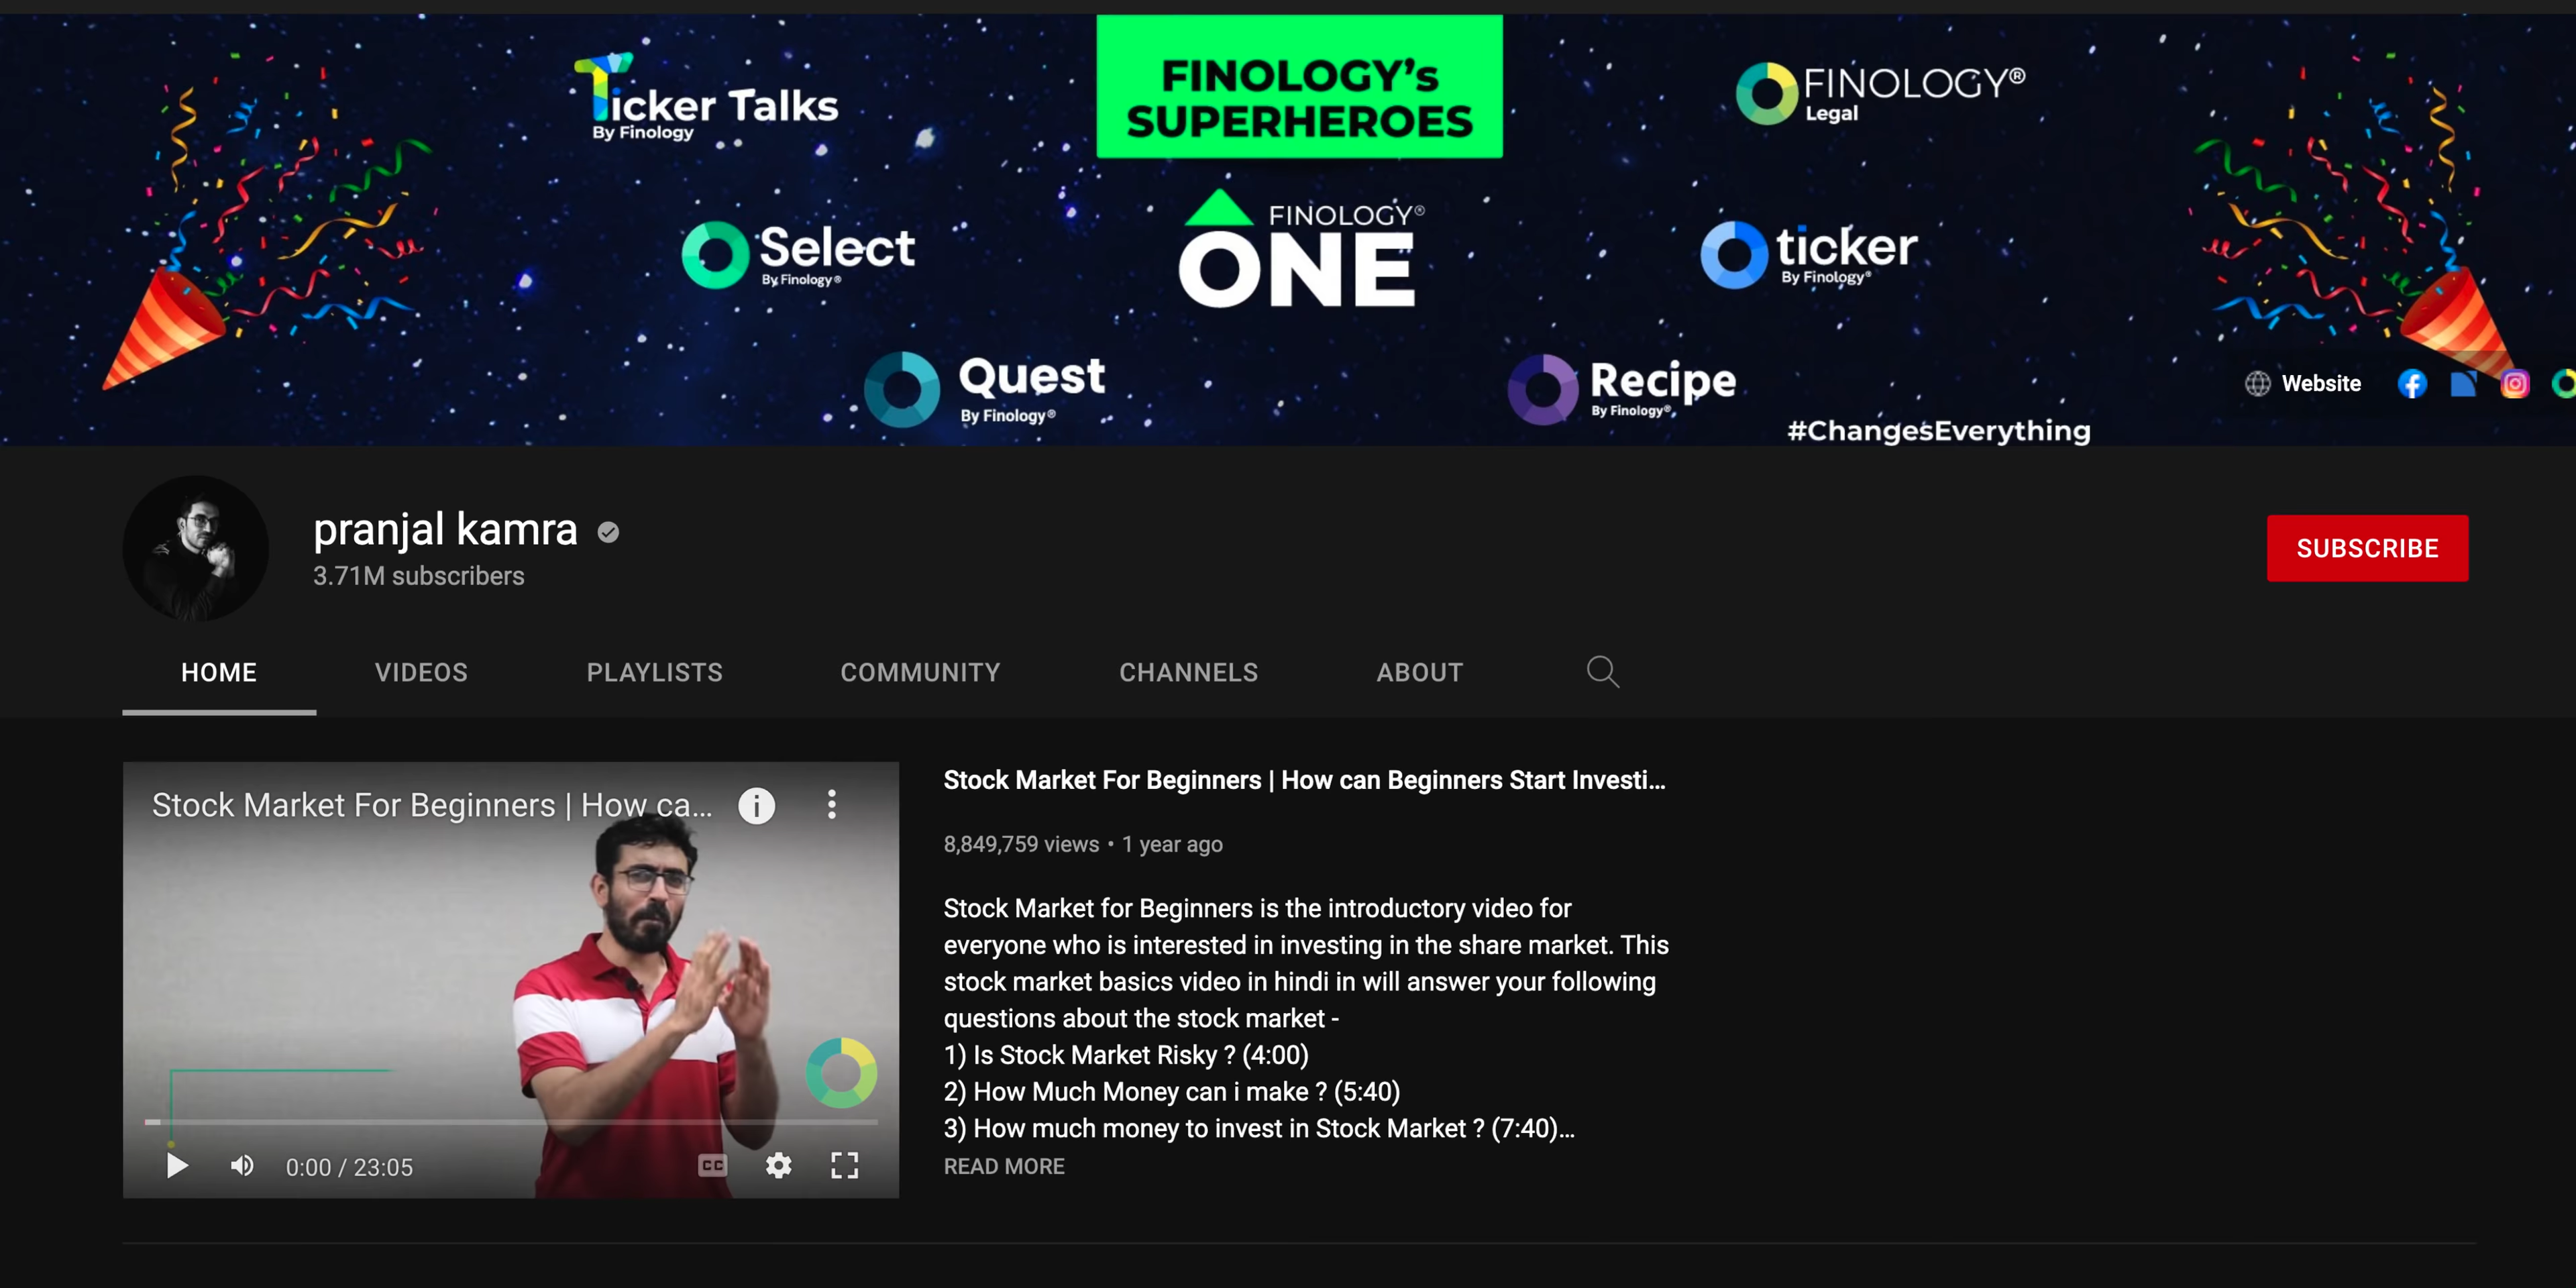 Ticker Talks
By Finology
FINOLOGY's
SUPERHEROES
FINOLOGY®
Legal
Select
By Finology®
FINOLOGY®
ONE
ticker
By Finology®
Quest
By Finology®
Recipe
By Finology®
Website
#ChangesEverything
pranjal kamra
3.71M subscribers
SUBSCRIBE
HOME
VIDEOS
PLAYLISTS
COMMUNITY
CHANNELS
ABOUT
Stock Market For Beginners | How ca...
0:00 / 23:05
CC
Stock Market For Beginners | How can Beginners Start Investi...
8,849,759 views • 1 year ago
Stock Market for Beginners is the introductory video for
everyone who is interested in investing in the share market. This
stock market basics video in hindi in will answer your following
questions about the stock market -
1) Is Stock Market Risky ? (4:00)
2) How Much Money can i make ? (5:40)
3) How much money to invest in Stock Market ? (7:40)...
READ MORE